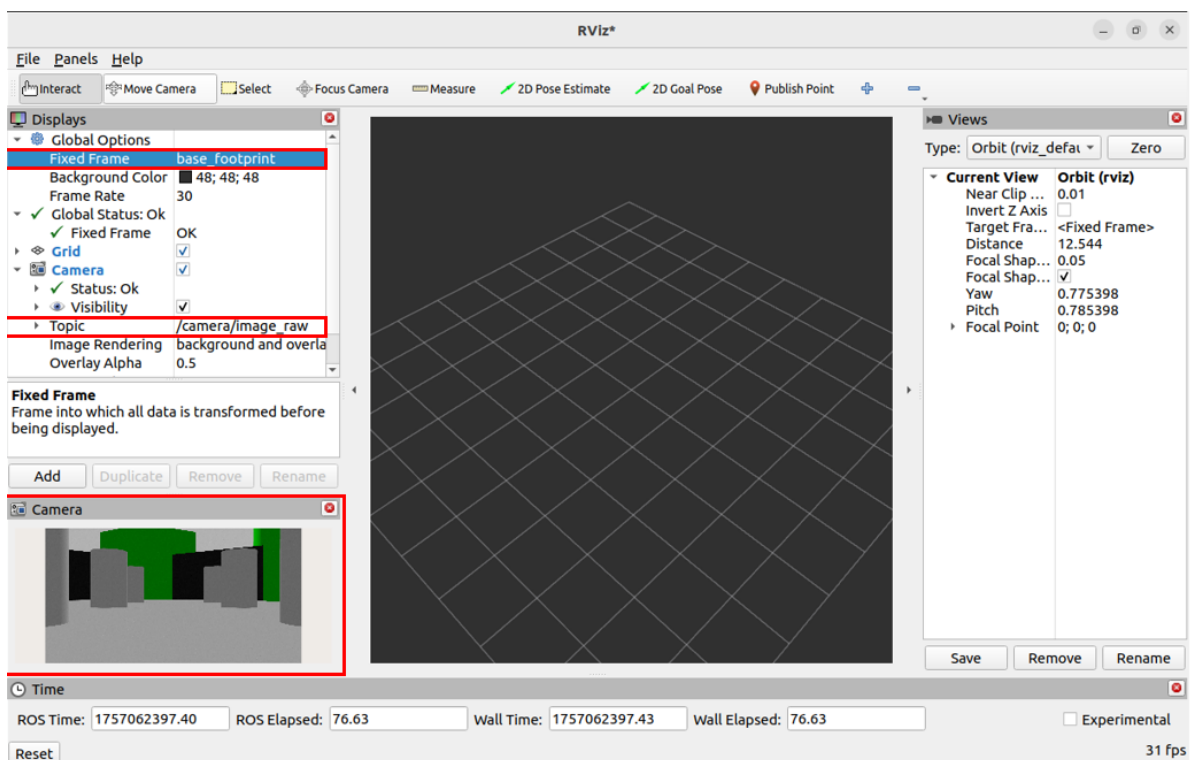 RViz*
File Panels Help
Interact Move Camera Select Focus Camera Measure 2D Pose Estimate 2D Goal Pose Publish Point
Displays
Global Options
Fixed Frame base_footprint
Background Color 48; 48; 48
Frame Rate 30
Global Status: Ok
Fixed Frame OK
Grid
Camera
Status: Ok
Visibility
Topic /camera/image_raw
Image Rendering background and overla
Overlay Alpha 0.5
Fixed Frame
Frame into which all data is transformed before
being displayed.
Add Duplicate Remove Rename
Camera
Views
Type: Orbit (rviz_defau Zero
Current View Orbit (rviz)
Near Clip ... 0.01
Invert Z Axis
Target Fra... <Fixed Frame>
Distance 12.544
Focal Shap... 0.05
Focal Shap...
Yaw 0.775398
Pitch 0.785398
Focal Point 0; 0; 0
Save Remove Rename
Time
ROS Time: 1757062397.40 ROS Elapsed: 76.63 Wall Time: 1757062397.43 Wall Elapsed: 76.63 Experimental
Reset 31 fps